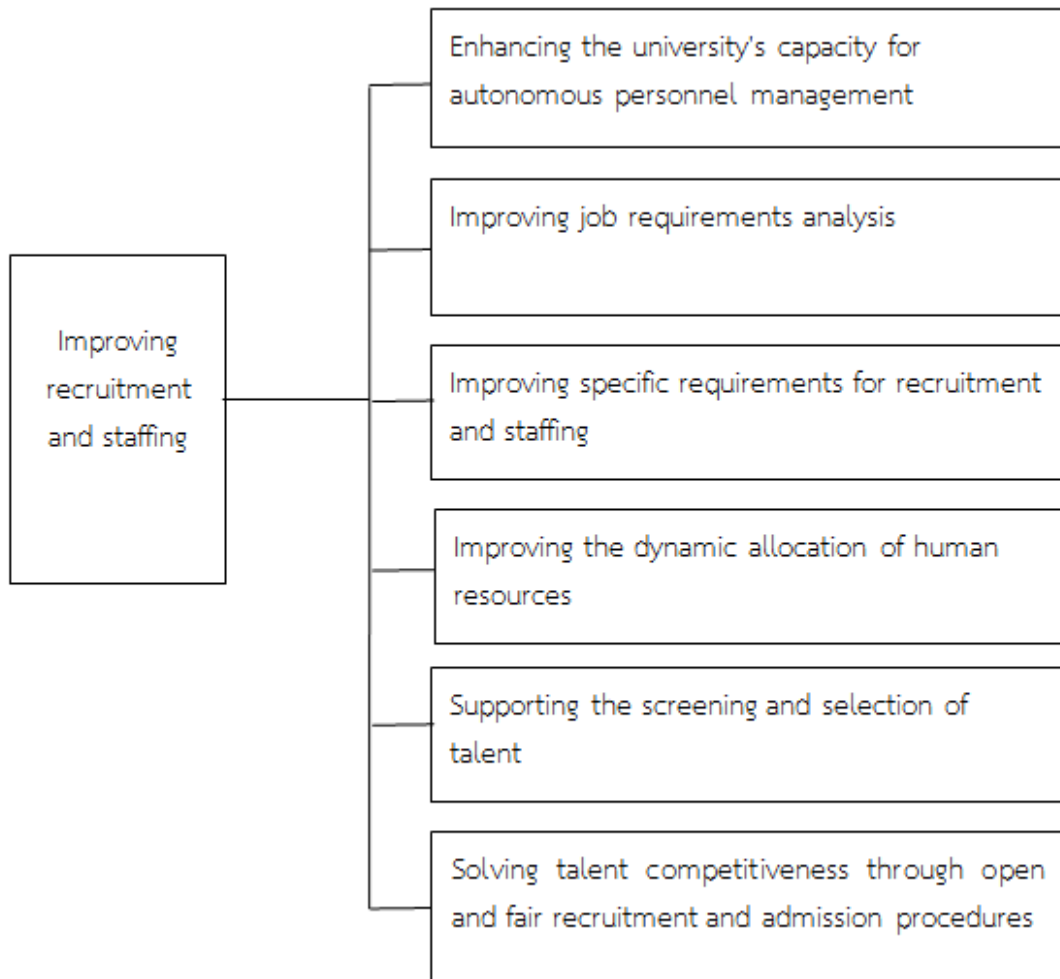 Improving
recruitment
and staffing
Enhancing the university's capacity for
autonomous personnel management
Improving job requirements analysis
Improving specific requirements for recruitment
and staffing
Improving the dynamic allocation of human
resources
Supporting the screening and selection of
talent
Solving talent competitiveness through open
and fair recruitment and admission procedures